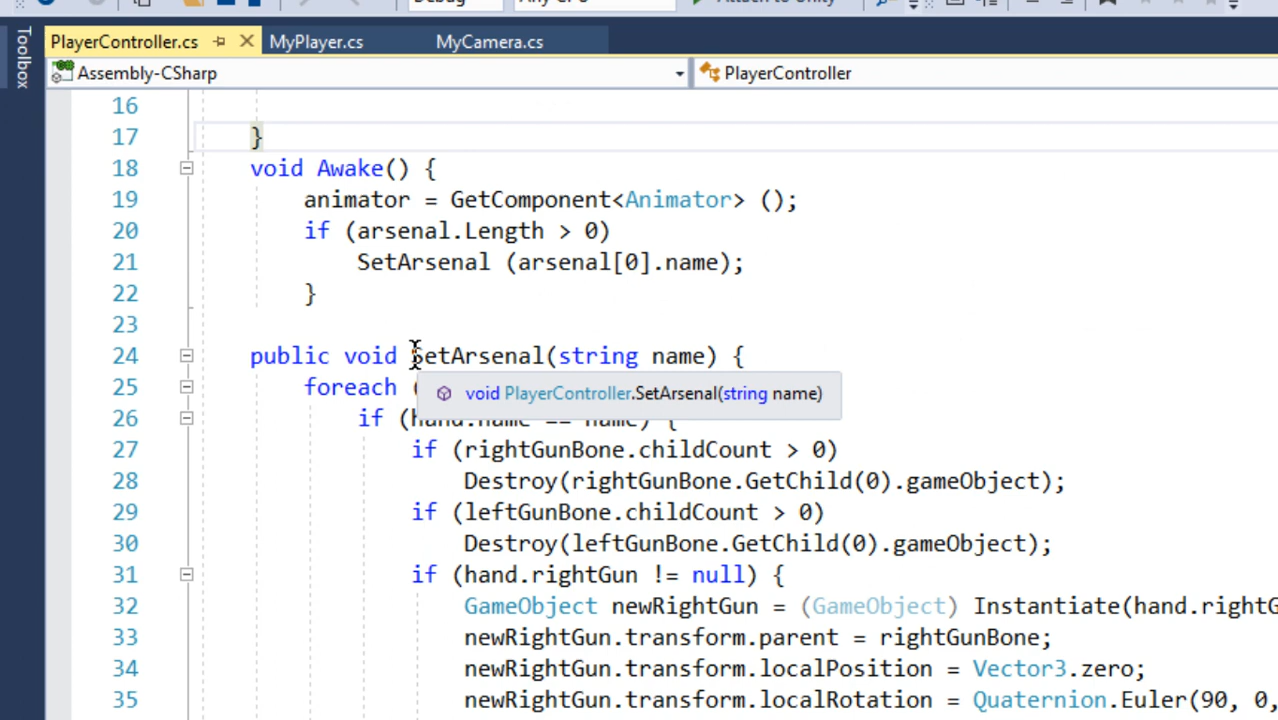 Toolbox
PlayerController.cs
MyPlayer.cs
MyCamera.cs
Assembly-CSharp
PlayerController
16
17 }
18 void Awake() {
19 animator = GetComponent<Animator> ();
20 if (arsenal.Length > 0)
21 SetArsenal (arsenal[0].name);
22 }
23
24 public void SetArsenal(string name) {
25 foreach (
void PlayerController.SetArsenal(string name)
26 if (hand.name == name) {
27 if (rightGunBone.childCount > 0)
28 Destroy(rightGunBone.GetChild(0).gameObject);
29 if (leftGunBone.childCount > 0)
30 Destroy(leftGunBone.GetChild(0).gameObject);
31 if (hand.rightGun != null) {
32 GameObject newRightGun = (GameObject) Instantiate(hand.rightG
33 newRightGun.transform.parent = rightGunBone;
34 newRightGun.transform.localPosition = Vector3.zero;
35 newRightGun.transform.localRotation = Quaternion.Euler(90, 0,